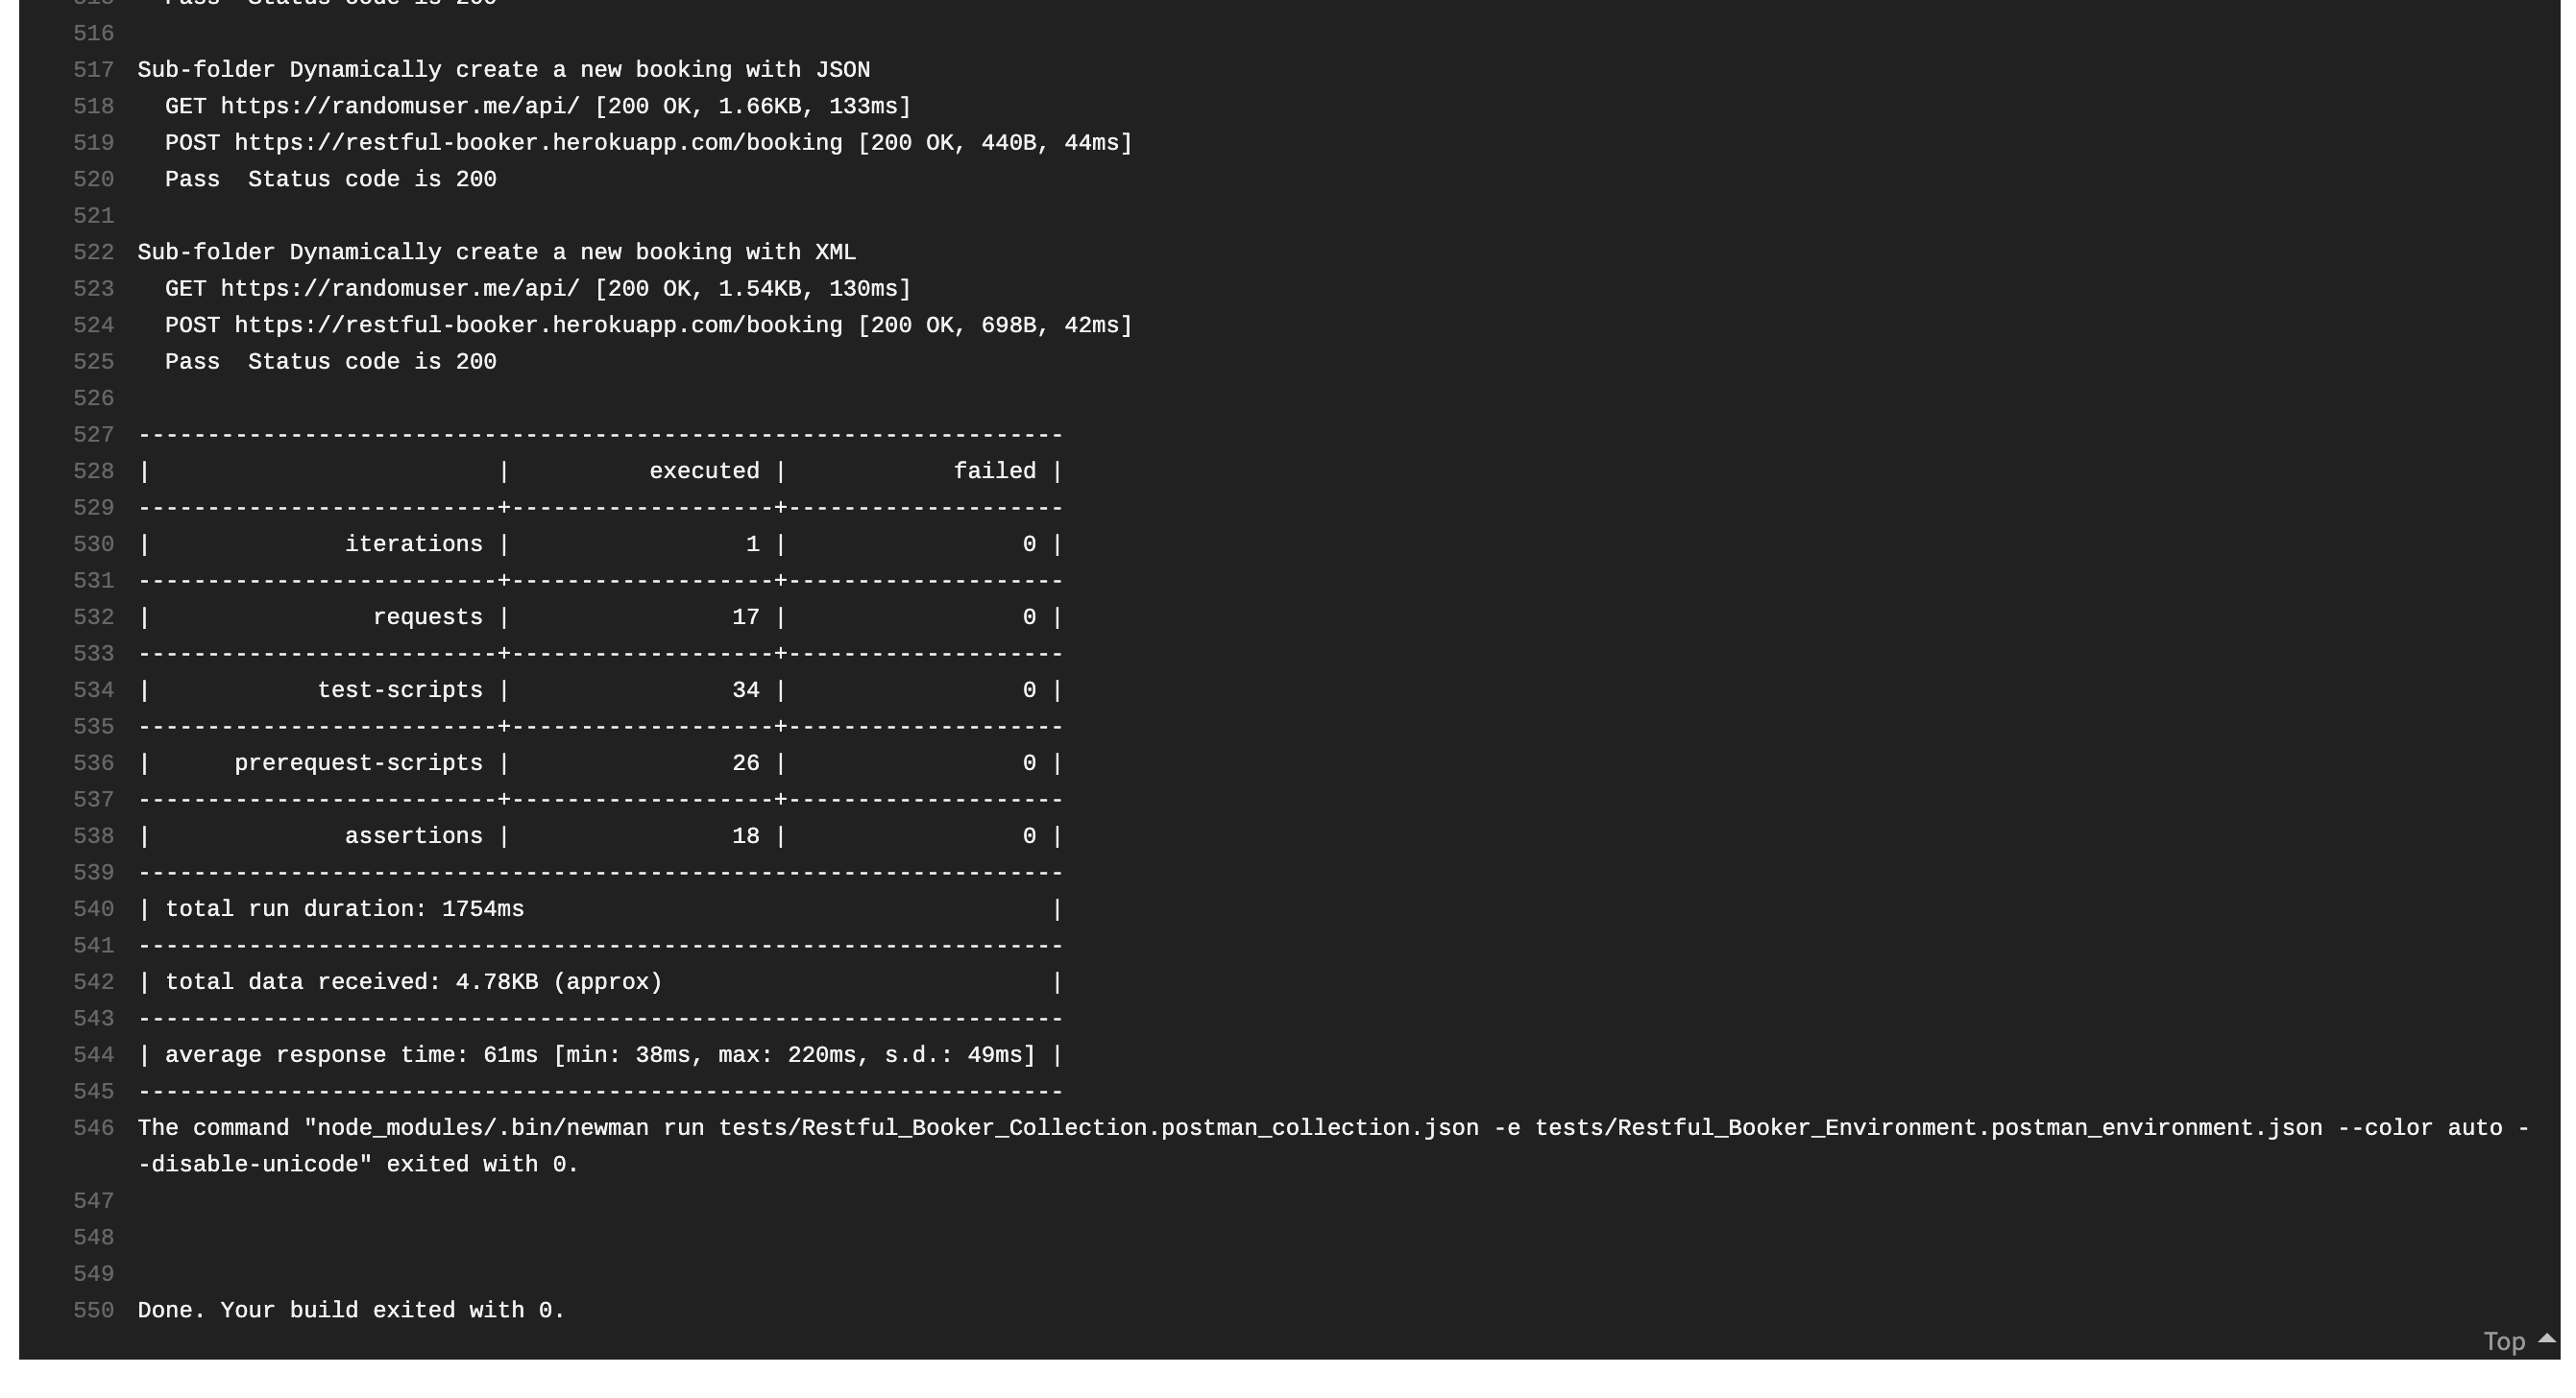 515   Pass  Status code is 200
516
517 Sub-folder Dynamically create a new booking with JSON
518   GET https://randomuser.me/api/ [200 OK, 1.66KB, 133ms]
519   POST https://restful-booker.herokuapp.com/booking [200 OK, 440B, 44ms]
520   Pass  Status code is 200
521
522 Sub-folder Dynamically create a new booking with XML
523   GET https://randomuser.me/api/ [200 OK, 1.54KB, 130ms]
524   POST https://restful-booker.herokuapp.com/booking [200 OK, 698B, 42ms]
525   Pass  Status code is 200
526
527 -------------------------------------------------------------------
528 |                         |          executed |            failed |
529 --------------------------+-------------------+--------------------
530 |              iterations |                 1 |                 0 |
531 --------------------------+-------------------+--------------------
532 |                requests |                17 |                 0 |
533 --------------------------+-------------------+--------------------
534 |            test-scripts |                34 |                 0 |
535 --------------------------+-------------------+--------------------
536 |      prerequest-scripts |                26 |                 0 |
537 --------------------------+-------------------+--------------------
538 |              assertions |                18 |                 0 |
539 -------------------------------------------------------------------
540 | total run duration: 1754ms                                      |
541 -------------------------------------------------------------------
542 | total data received: 4.78KB (approx)                            |
543 -------------------------------------------------------------------
544 | average response time: 61ms [min: 38ms, max: 220ms, s.d.: 49ms] |
545 -------------------------------------------------------------------
546 The command "node_modules/.bin/newman run tests/Restful_Booker_Collection.postman_collection.json -e tests/Restful_Booker_Environment.postman_environment.json --color auto -
-disable-unicode" exited with 0.
547
548
549
550 Done. Your build exited with 0.
Top